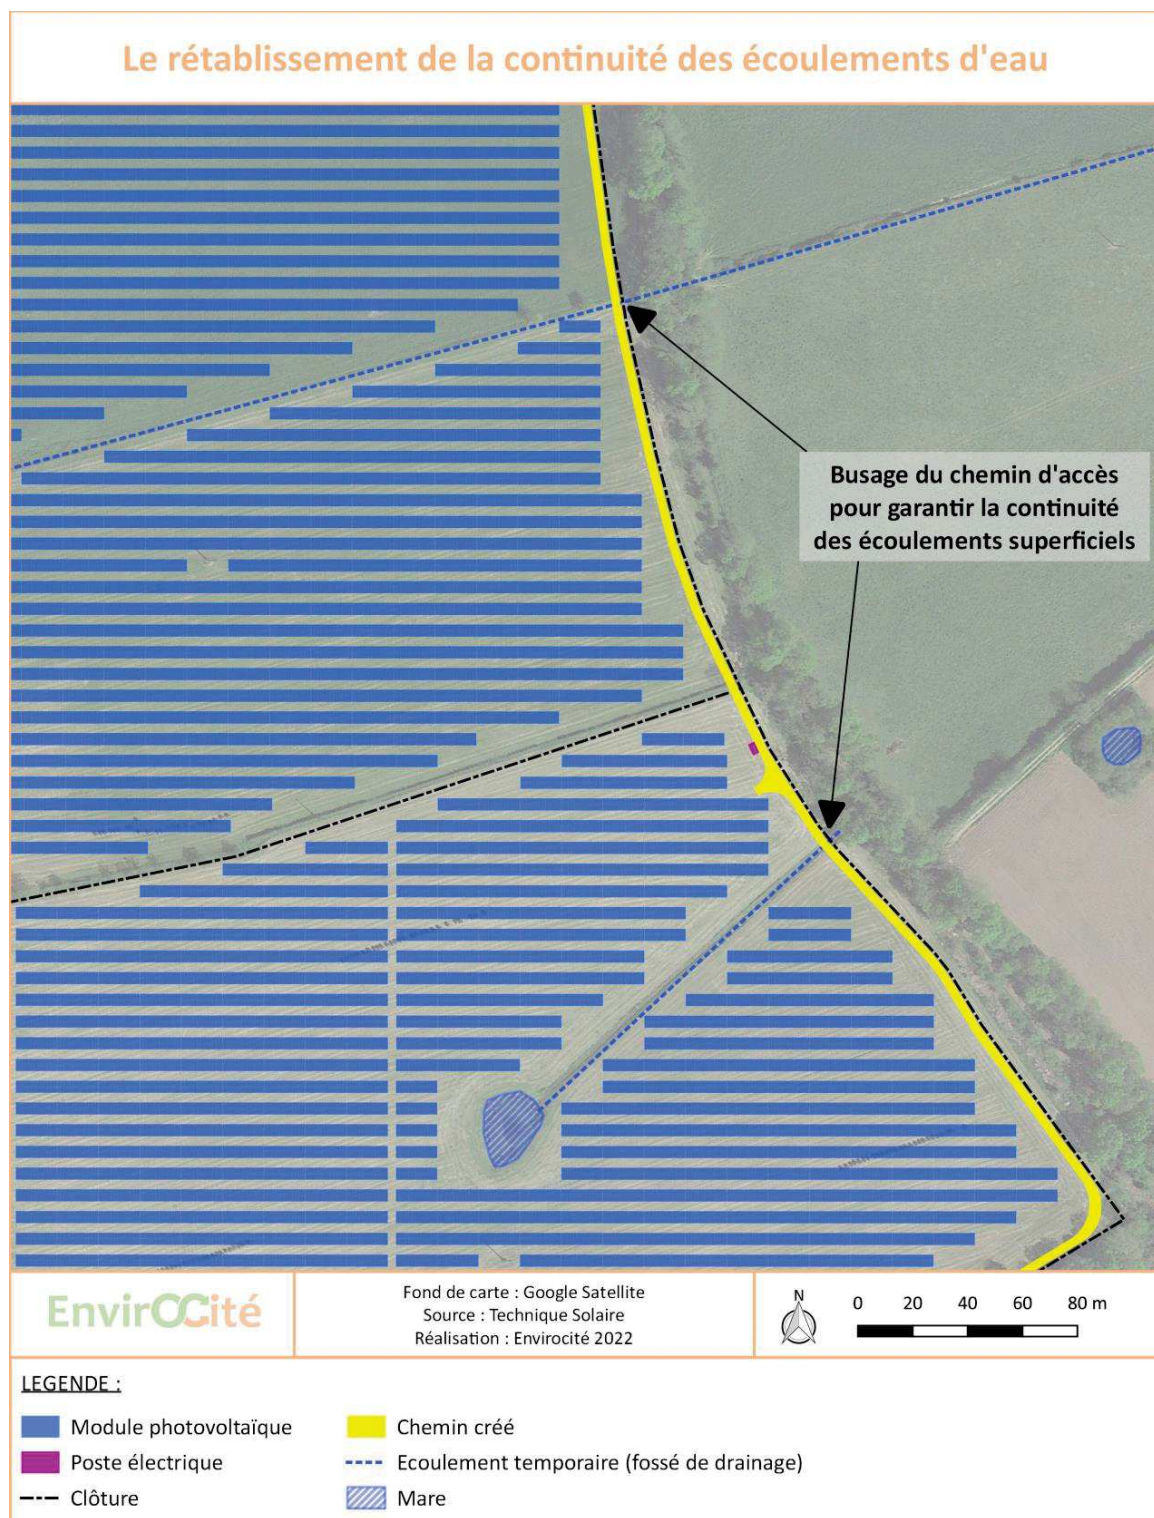 Le rétablissement de la continuité des écoulements d'eau
Busage du chemin d'accès
pour garantir la continuité
des écoulements superficiels
EnvirOCité
Fond de carte : Google Satellite
Source : Technique Solaire
Réalisation : Envirocité 2022
N
0 20 40 60 80 m
LEGENDE :
Module photovoltaïque
Chemin créé
Poste électrique
Ecoulement temporaire (fossé de drainage)
Clôture
Mare